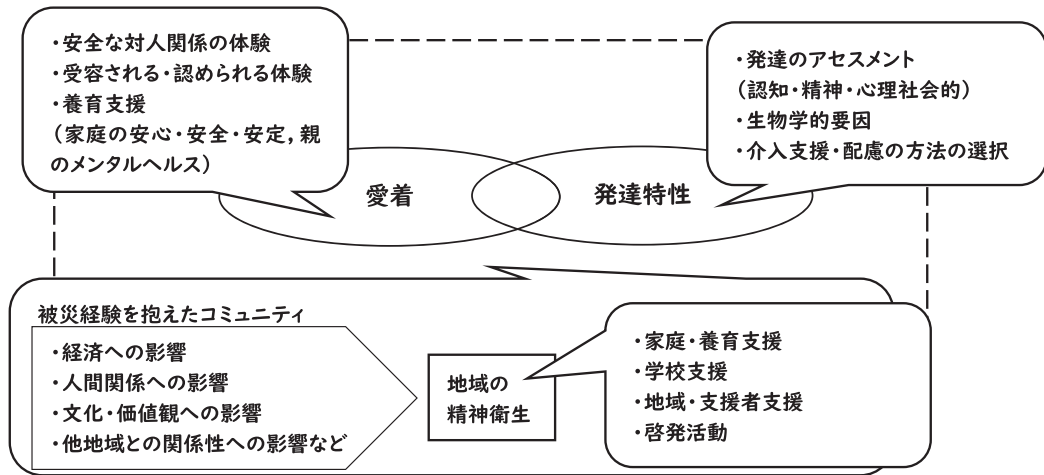 ・安全な対人関係の体験
・受容される・認められる体験
・養育支援
（家庭の安心・安全・安定，親
のメンタルヘルス）
・発達のアセスメント
（認知・精神・心理社会的）
・生物学的要因
・介入支援・配慮の方法の選択
愛着
発達特性
被災経験を抱えたコミュニティ
・経済への影響
・人間関係への影響
・文化・価値観への影響
・他地域との関係性への影響など
地域の
精神衛生
・家庭・養育支援
・学校支援
・地域・支援者支援
・啓発活動